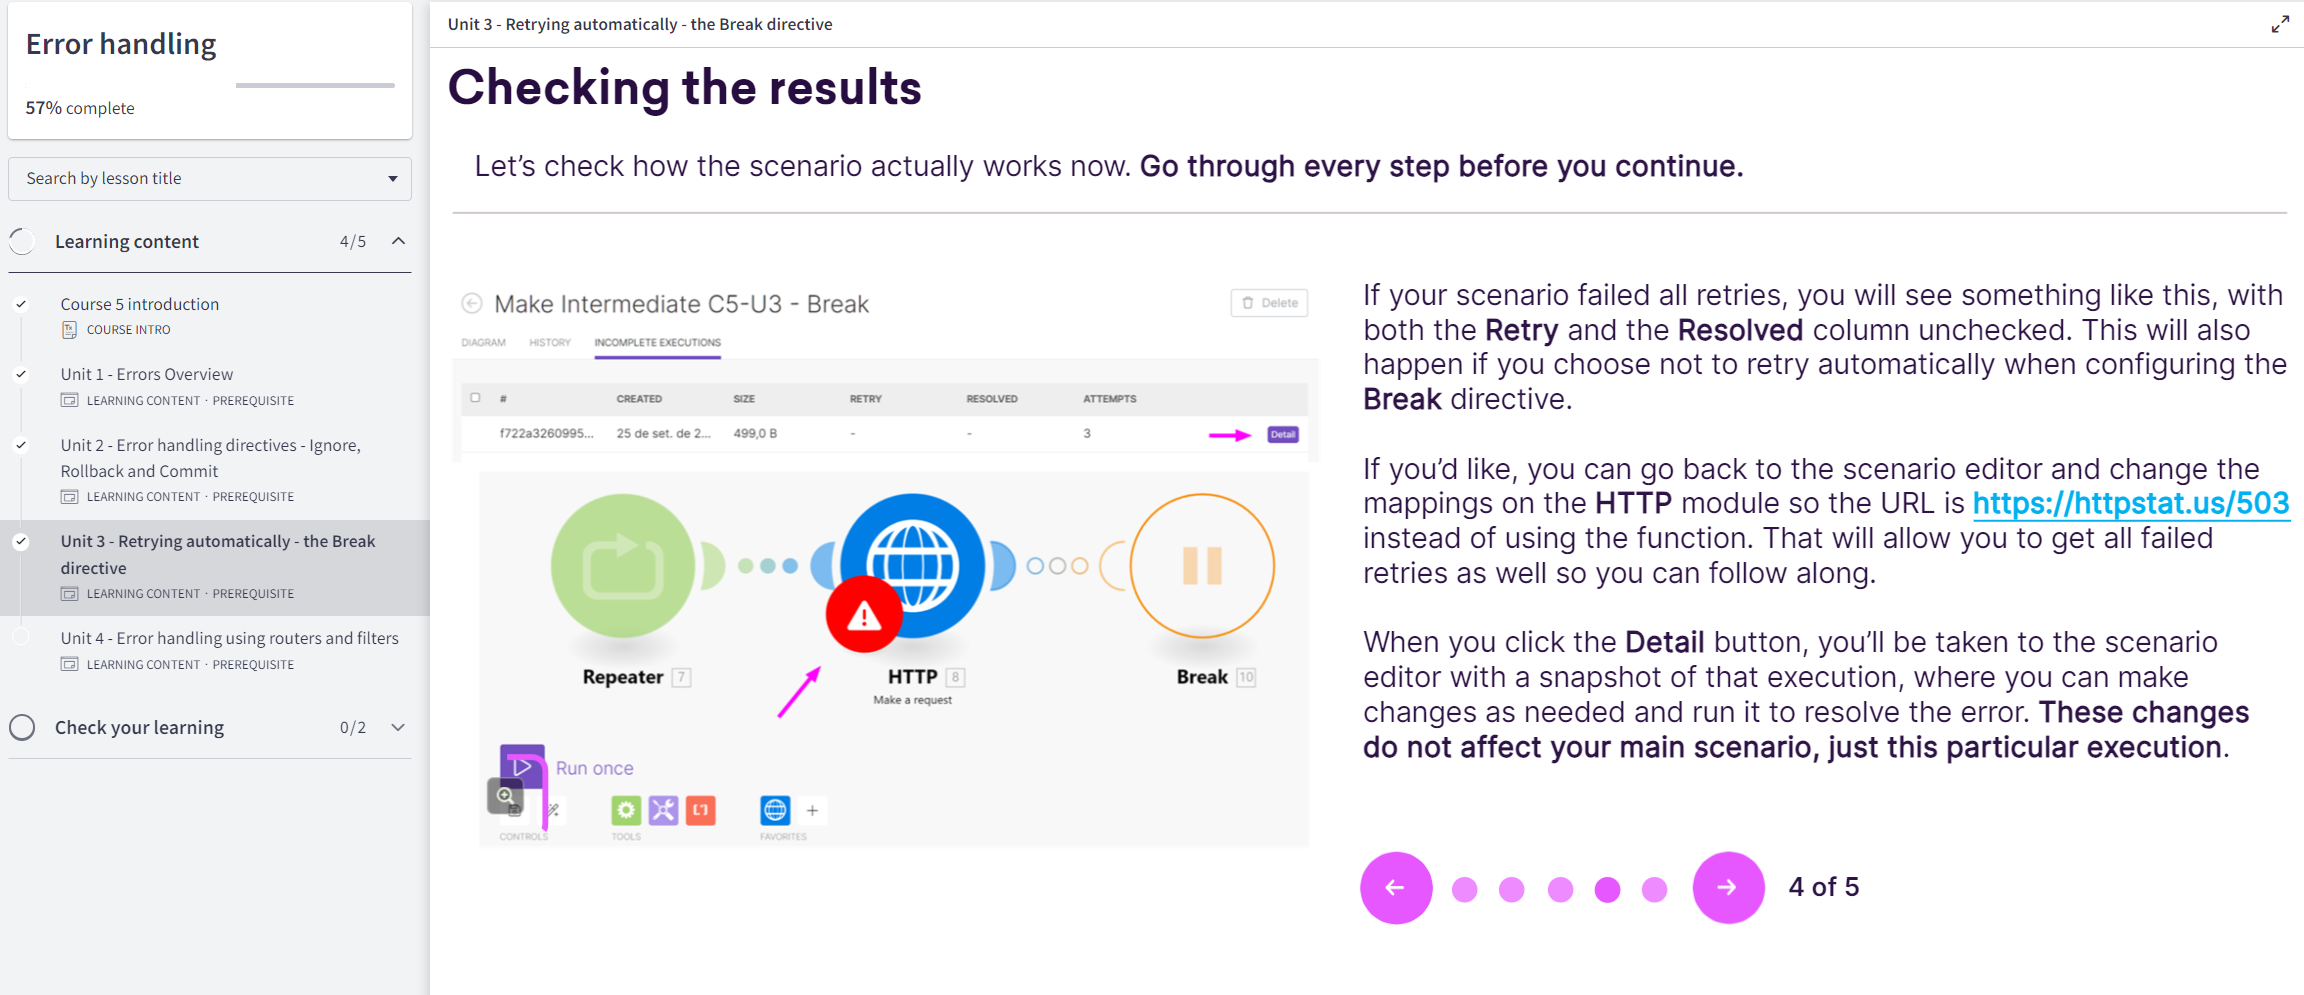 Error handling
57% complete
Search by lesson title
Learning content 4/5
Course 5 introduction
COURSE INTRO
Unit 1 - Errors Overview
LEARNING CONTENT · PREREQUISITE
Unit 2 - Error handling directives - Ignore,
Rollback and Commit
LEARNING CONTENT · PREREQUISITE
Unit 3 - Retrying automatically - the Break
directive
LEARNING CONTENT · PREREQUISITE
Unit 4 - Error handling using routers and filters
LEARNING CONTENT · PREREQUISITE
Check your learning 0/2
Unit 3 - Retrying automatically - the Break directive
Checking the results
Let's check how the scenario actually works now. Go through every step before you continue.
Make Intermediate C5-U3 - Break
Delete
DIAGRAM HISTORY INCOMPLETE EXECUTIONS
# CREATED SIZE RETRY RESOLVED ATTEMPTS
f722a3260995... 25 de set. de 2... 499,0 B - - 3 Detail
Repeater 7
HTTP 8
Make a request
Break 10
Run once
CONTROLS TOOLS FAVORITES
If your scenario failed all retries, you will see something like this, with
both the Retry and the Resolved column unchecked. This will also
happen if you choose not to retry automatically when configuring the
Break directive.
If you'd like, you can go back to the scenario editor and change the
mappings on the HTTP module so the URL is https://httpstat.us/503
instead of using the function. That will allow you to get all failed
retries as well so you can follow along.
When you click the Detail button, you'll be taken to the scenario
editor with a snapshot of that execution, where you can make
changes as needed and run it to resolve the error. These changes
do not affect your main scenario, just this particular execution.
4 of 5